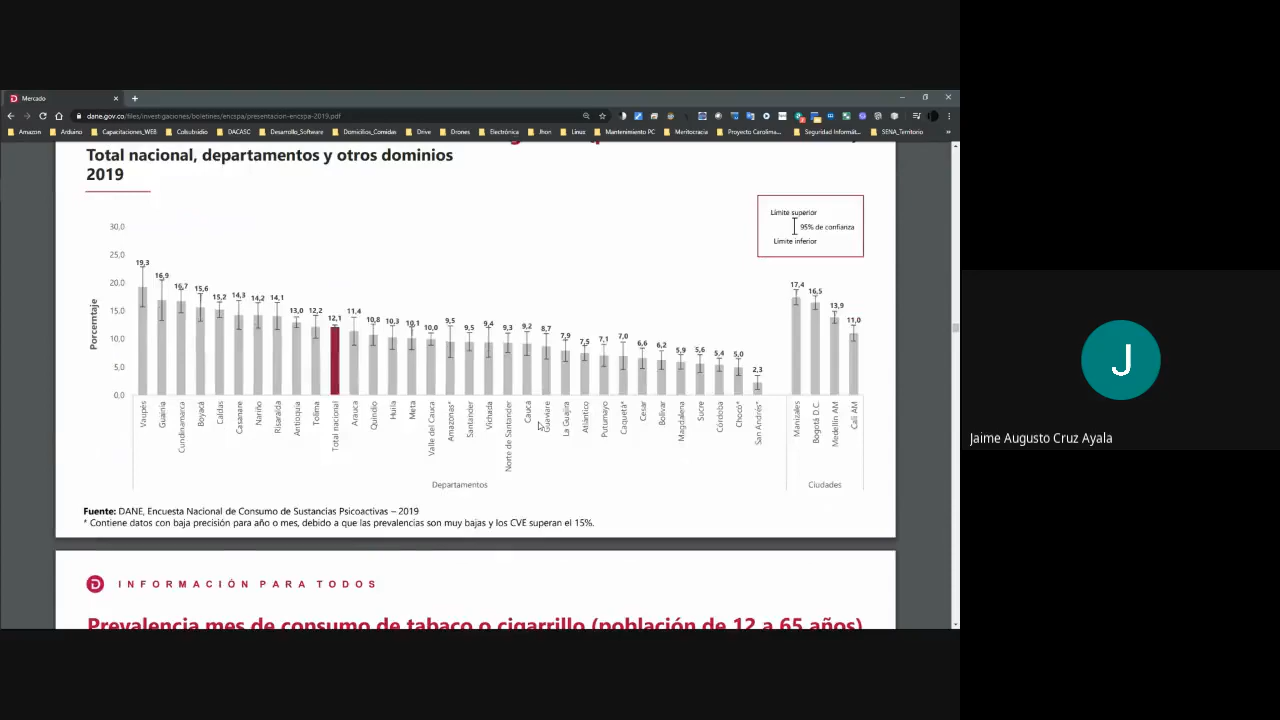 Mercado
dane.gov.co/files/investigaciones/boletines/encspa/presentacion-encspa-2019.pdf
Amazon Arduino Capacitaciones_WEB Colsubsidio DACASC Desarrollo_Software Domicilios_Comidas Drive Drones Electrónica Jhon Linux Mantenimiento PC Meritocracia Proyecto Carolima... Seguridad Informát... SENA_Territorio
Total nacional, departamentos y otros dominios
2019
Límite superior
95% de confianza
Límite inferior
Porcentaje
30,0
25,0
20,0
15,0
10,0
5,0
0,0
19,3 16,9 16,7 15,6 15,2 14,3 14,2 14,1 13,0 12,2 12,1 11,4 10,8 10,3 10,1 10,0 9,5 9,5 9,4 9,3 9,2 8,7 7,9 7,5 7,1 7,0 6,6 6,2 5,9 5,6 5,4 5,0 2,3 17,4 16,5 13,9 11,0
Vaupés Guainía Cundinamarca Boyacá Caldas Casanare Nariño Risaralda Antioquia Tolima Total nacional Arauca Quindío Huila Meta Valle del Cauca Amazonas* Santander Vichada Norte de Santander Cauca Guaviare La Guajira Atlántico Putumayo Caquetá* Cesar Bolívar Magdalena Sucre Córdoba Chocó* San Andrés* Manizales Bogotá D.C. Medellín AM Cali AM
Departamentos Ciudades
Fuente: DANE, Encuesta Nacional de Consumo de Sustancias Psicoactivas – 2019
* Contiene datos con baja precisión para año o mes, debido a que las prevalencias son muy bajas y los CVE superan el 15%.
INFORMACIÓN PARA TODOS
Prevalencia mes de consumo de tabaco o cigarrillo (población de 12 a 65 años)
J
Jaime Augusto Cruz Ayala